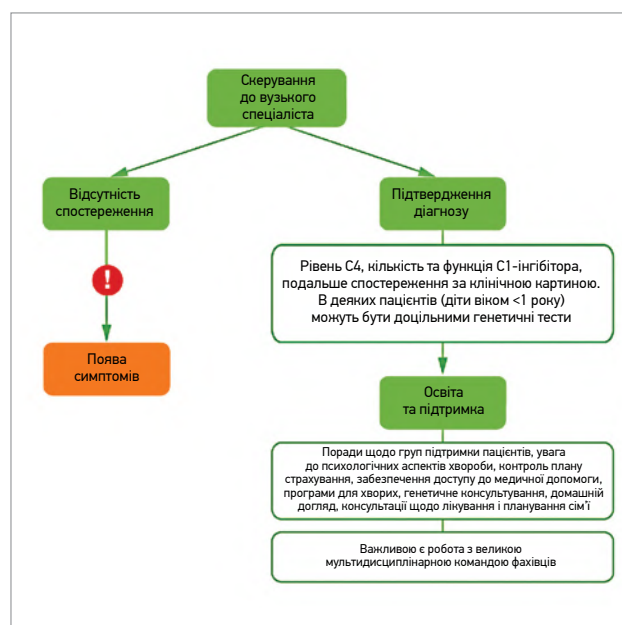 Скерування
до вузького
спеціаліста
Відсутність
спостереження
Підтвердження
діагнозу
!
Рівень С4, кількість та функція С1-інгібітора,
подальше спостереження за клінічною картиною.
В деяких пацієнтів (діти віком <1 року)
можуть бути доцільними генетичні тести
Поява
симптомів
Освіта
та підтримка
Поради щодо груп підтримки пацієнтів, увага
до психологічних аспектів хвороби, контроль плану
страхування, забезпечення доступу до медичної допомоги,
програми для хворих, генетичне консультування, домашній
догляд, консультації щодо лікування і планування сім’ї
Важливою є робота з великою
мультидисциплінарною командою фахівців